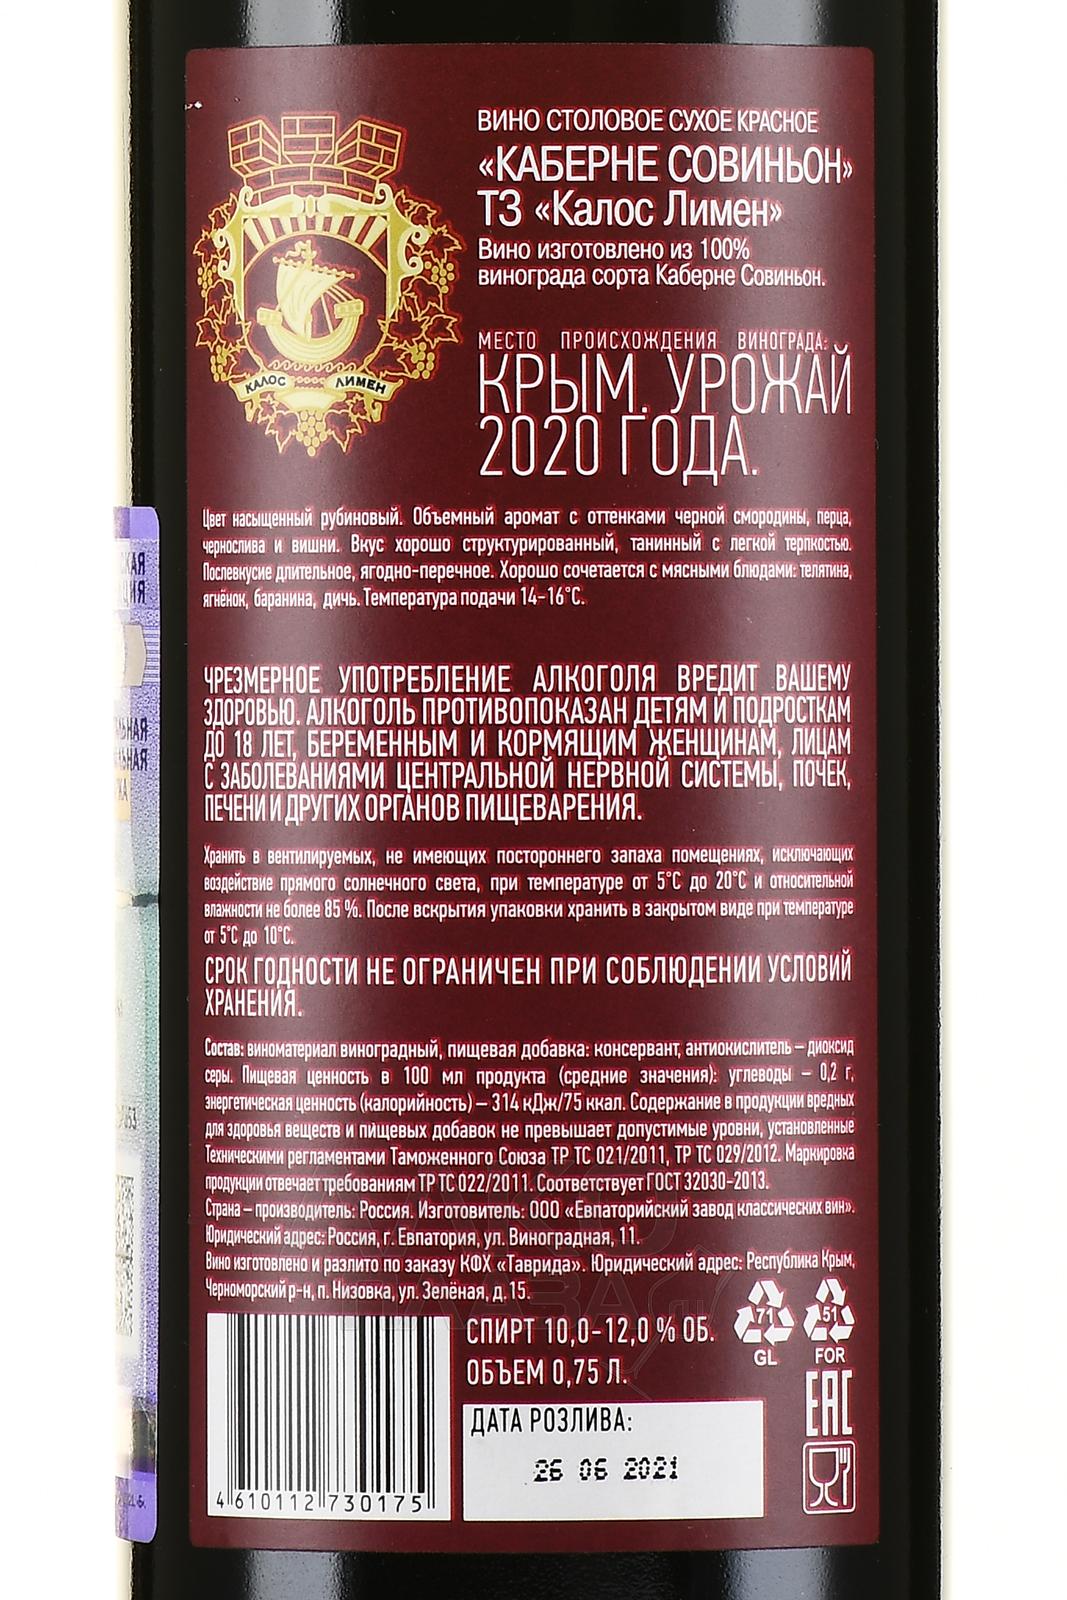 ВИНО СТОЛОВОЕ СУХОЕ КРАСНОЕ
«КАБЕРНЕ СОВИНЬОН»
ТЗ «Калос Лимен»
Вино изготовлено из 100%
винограда сорта Каберне Совиньон.
КАЛОС ЛИМЕН
МЕСТО ПРОИСХОЖДЕНИЯ ВИНОГРАДА:
КРЫМ. УРОЖАЙ
2020 ГОДА.
Цвет насыщенный рубиновый. Объемный аромат с оттенками черной смородины, перца,
чернослива и вишни. Вкус хорошо структурированный, танинный с легкой терпкостью.
Послевкусие длительное, ягодно-перечное. Хорошо сочетается с мясными блюдами: телятина,
ягнёнок, баранина, дичь. Температура подачи 14-16°С.
ЧРЕЗМЕРНОЕ УПОТРЕБЛЕНИЕ АЛКОГОЛЯ ВРЕДИТ ВАШЕМУ
ЗДОРОВЬЮ. АЛКОГОЛЬ ПРОТИВОПОКАЗАН ДЕТЯМ И ПОДРОСТКАМ
ДО 18 ЛЕТ, БЕРЕМЕННЫМ И КОРМЯЩИМ ЖЕНЩИНАМ, ЛИЦАМ
С ЗАБОЛЕВАНИЯМИ ЦЕНТРАЛЬНОЙ НЕРВНОЙ СИСТЕМЫ, ПОЧЕК,
ПЕЧЕНИ И ДРУГИХ ОРГАНОВ ПИЩЕВАРЕНИЯ.
Хранить в вентилируемых, не имеющих постороннего запаха помещениях, исключающих
воздействие прямого солнечного света, при температуре от 5°С до 20°С и относительной
влажности не более 85 %. После вскрытия упаковки хранить в закрытом виде при температуре
от 5°С до 10°С.
СРОК ГОДНОСТИ НЕ ОГРАНИЧЕН ПРИ СОБЛЮДЕНИИ УСЛОВИЙ
ХРАНЕНИЯ.
Состав: виноматериал виноградный, пищевая добавка: консервант, антиокислитель – диоксид
серы. Пищевая ценность в 100 мл продукта (средние значения): углеводы – 0,2 г,
энергетическая ценность (калорийность) – 314 кДж/75 ккал. Содержание в продукции вредных
для здоровья веществ и пищевых добавок не превышает допустимые уровни, установленные
Техническими регламентами Таможенного Союза ТР ТС 021/2011, ТР ТС 029/2012. Маркировка
продукции отвечает требованиям ТР ТС 022/2011. Соответствует ГОСТ 32030-2013.
Страна – производитель: Россия. Изготовитель: ООО «Евпаторийский завод классических вин».
Юридический адрес: Россия, г. Евпатория, ул. Виноградная, 11.
Вино изготовлено и разлито по заказу КФХ «Таврида». Юридический адрес: Республика Крым,
Черноморский р-н, п. Низовка, ул. Зелёная, д. 15.
СПИРТ 10,0-12,0 % ОБ.
ОБЪЕМ 0,75 Л.
71
GL
51
FOR
EAC
ДАТА РОЗЛИВА:
26 06 2021
4 610112 730175